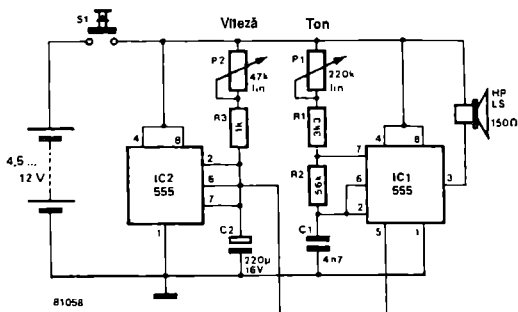 Viteză
Ton
S1
P2
47k
lin
P1
220k
lin
HP
LS
150Ω
4,5 ...
12 V
R3
1k
R1
3k3
R2
56k
4
8
IC2
555
2
6
7
1
4
8
IC1
555
7
6
2
3
5
1
C2
220µ
16V
C1
4n7
81058